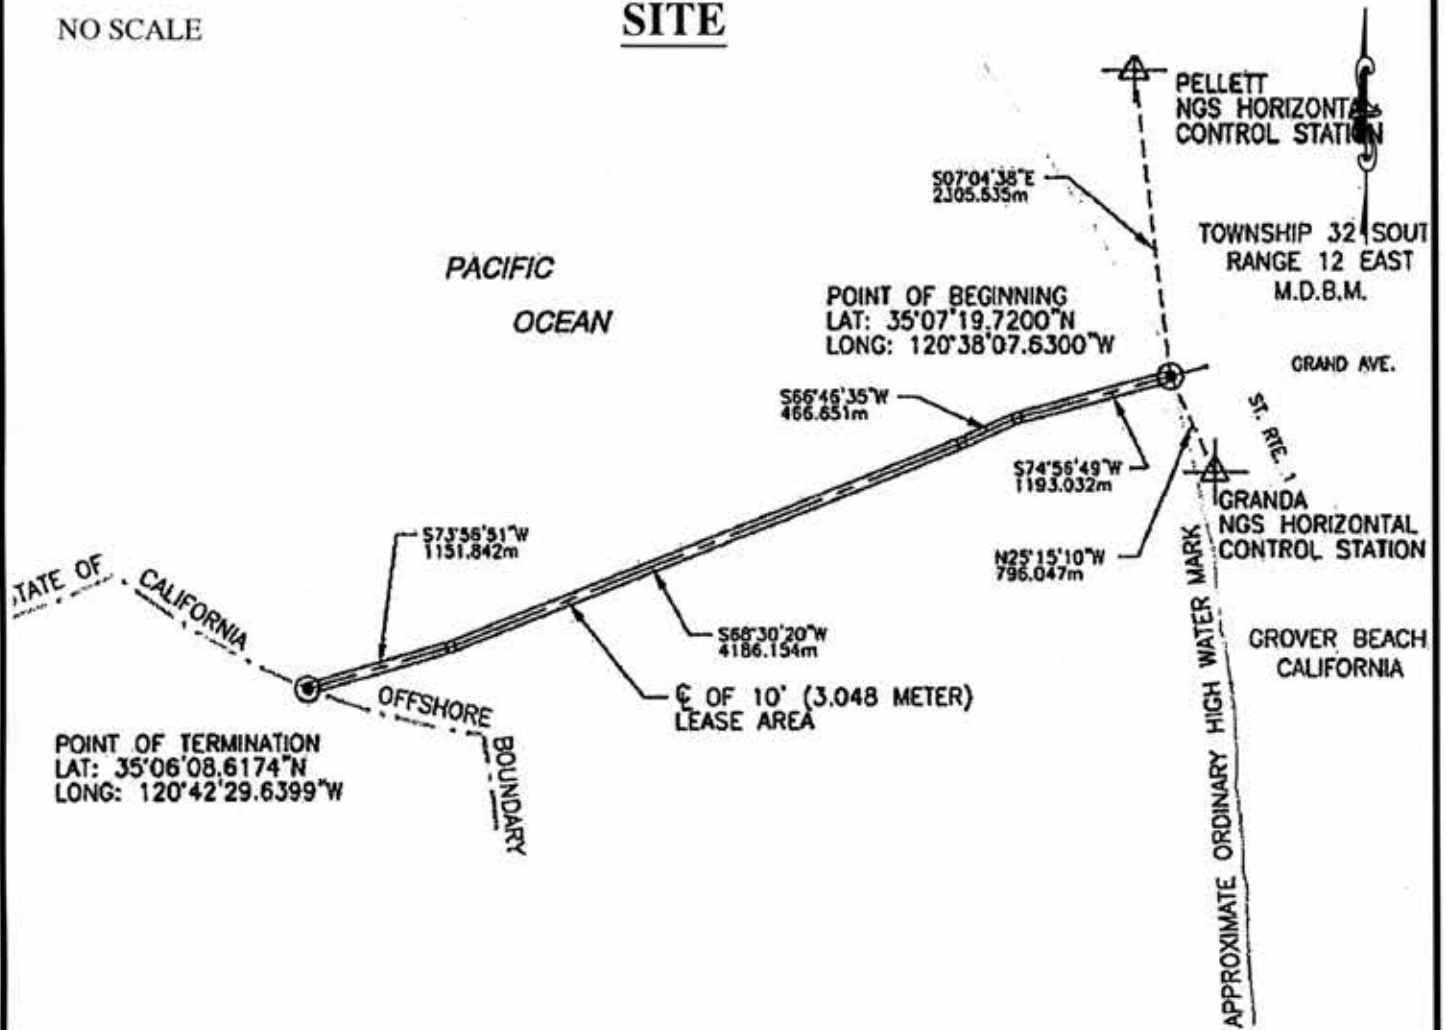 NO SCALE
SITE
PELLETT
NGS HORIZONTAL
CONTROL STATION
S07°04'38"E
2305.635m
TOWNSHIP 32 SOUT
RANGE 12 EAST
M.D.B.M.
PACIFIC
OCEAN
POINT OF BEGINNING
LAT: 35°07'19.7200"N
LONG: 120°38'07.6300"W
GRAND AVE.
S66°46'35"W
466.651m
ST. RTE. 1
S74°56'49"W
1193.032m
GRANDA
NGS HORIZONTAL
CONTROL STATION
S73°56'51"W
1151.842m
N25°15'10"W
796.047m
TATE OF
CALIFORNIA
S68°30'20"W
4186.154m
GROVER BEACH
CALIFORNIA
℄ OF 10' (3.048 METER)
LEASE AREA
OFFSHORE
BOUNDARY
POINT OF TERMINATION
LAT: 35°06'08.6174"N
LONG: 120°42'29.6399"W
APPROXIMATE ORDINARY HIGH WATER MARK